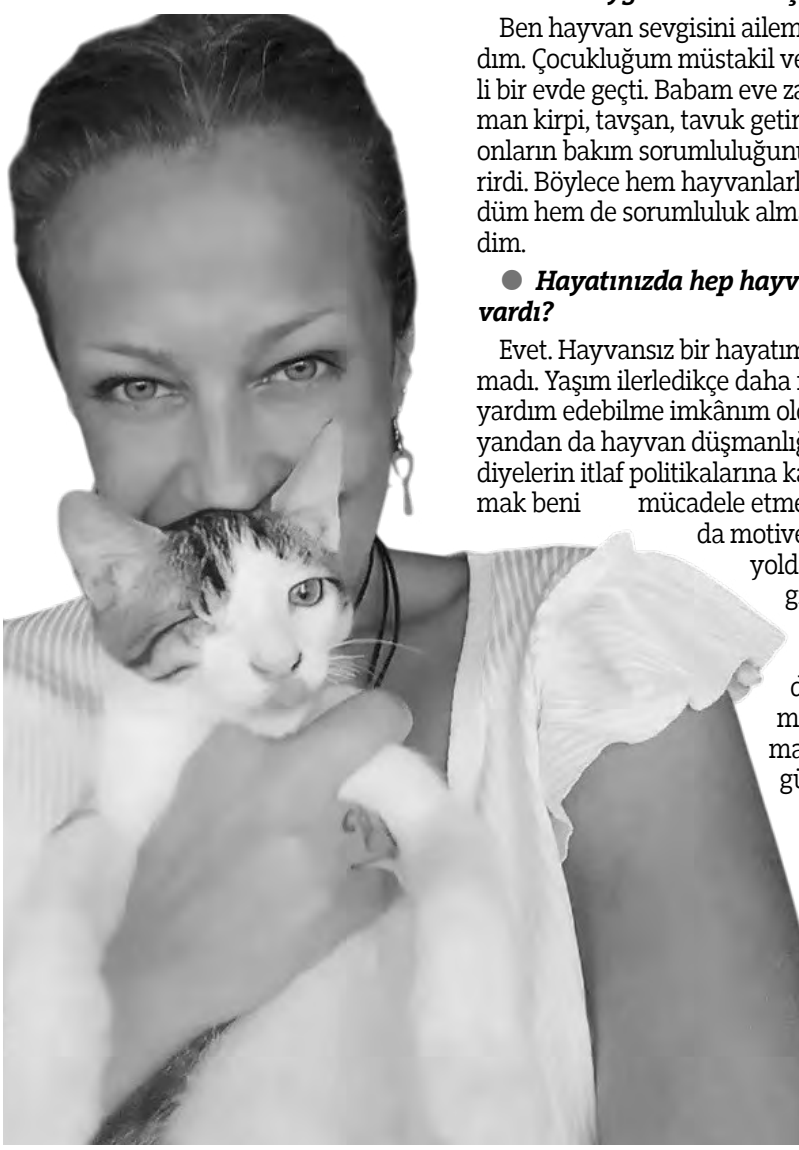 Ben hayvan sevgisini ailem
dım. Çocukluğum müstakil ve
li bir evde geçti. Babam eve za
man kirpi, tavşan, tavuk getir
onların bakım sorumluluğunu
rirdi. Böylece hem hayvanlarl
düm hem de sorumluluk alm
dim.
● Hayatınızda hep hayv
vardı?
Evet. Hayvansız bir hayatım
madı. Yaşım ilerledikçe daha
yardım edebilme imkânım old
yandan da hayvan düşmanlığ
diyelerin itlaf politikalarına ka
mak beni mücadele etme
da motive
yold
g
d
m
ma
gü